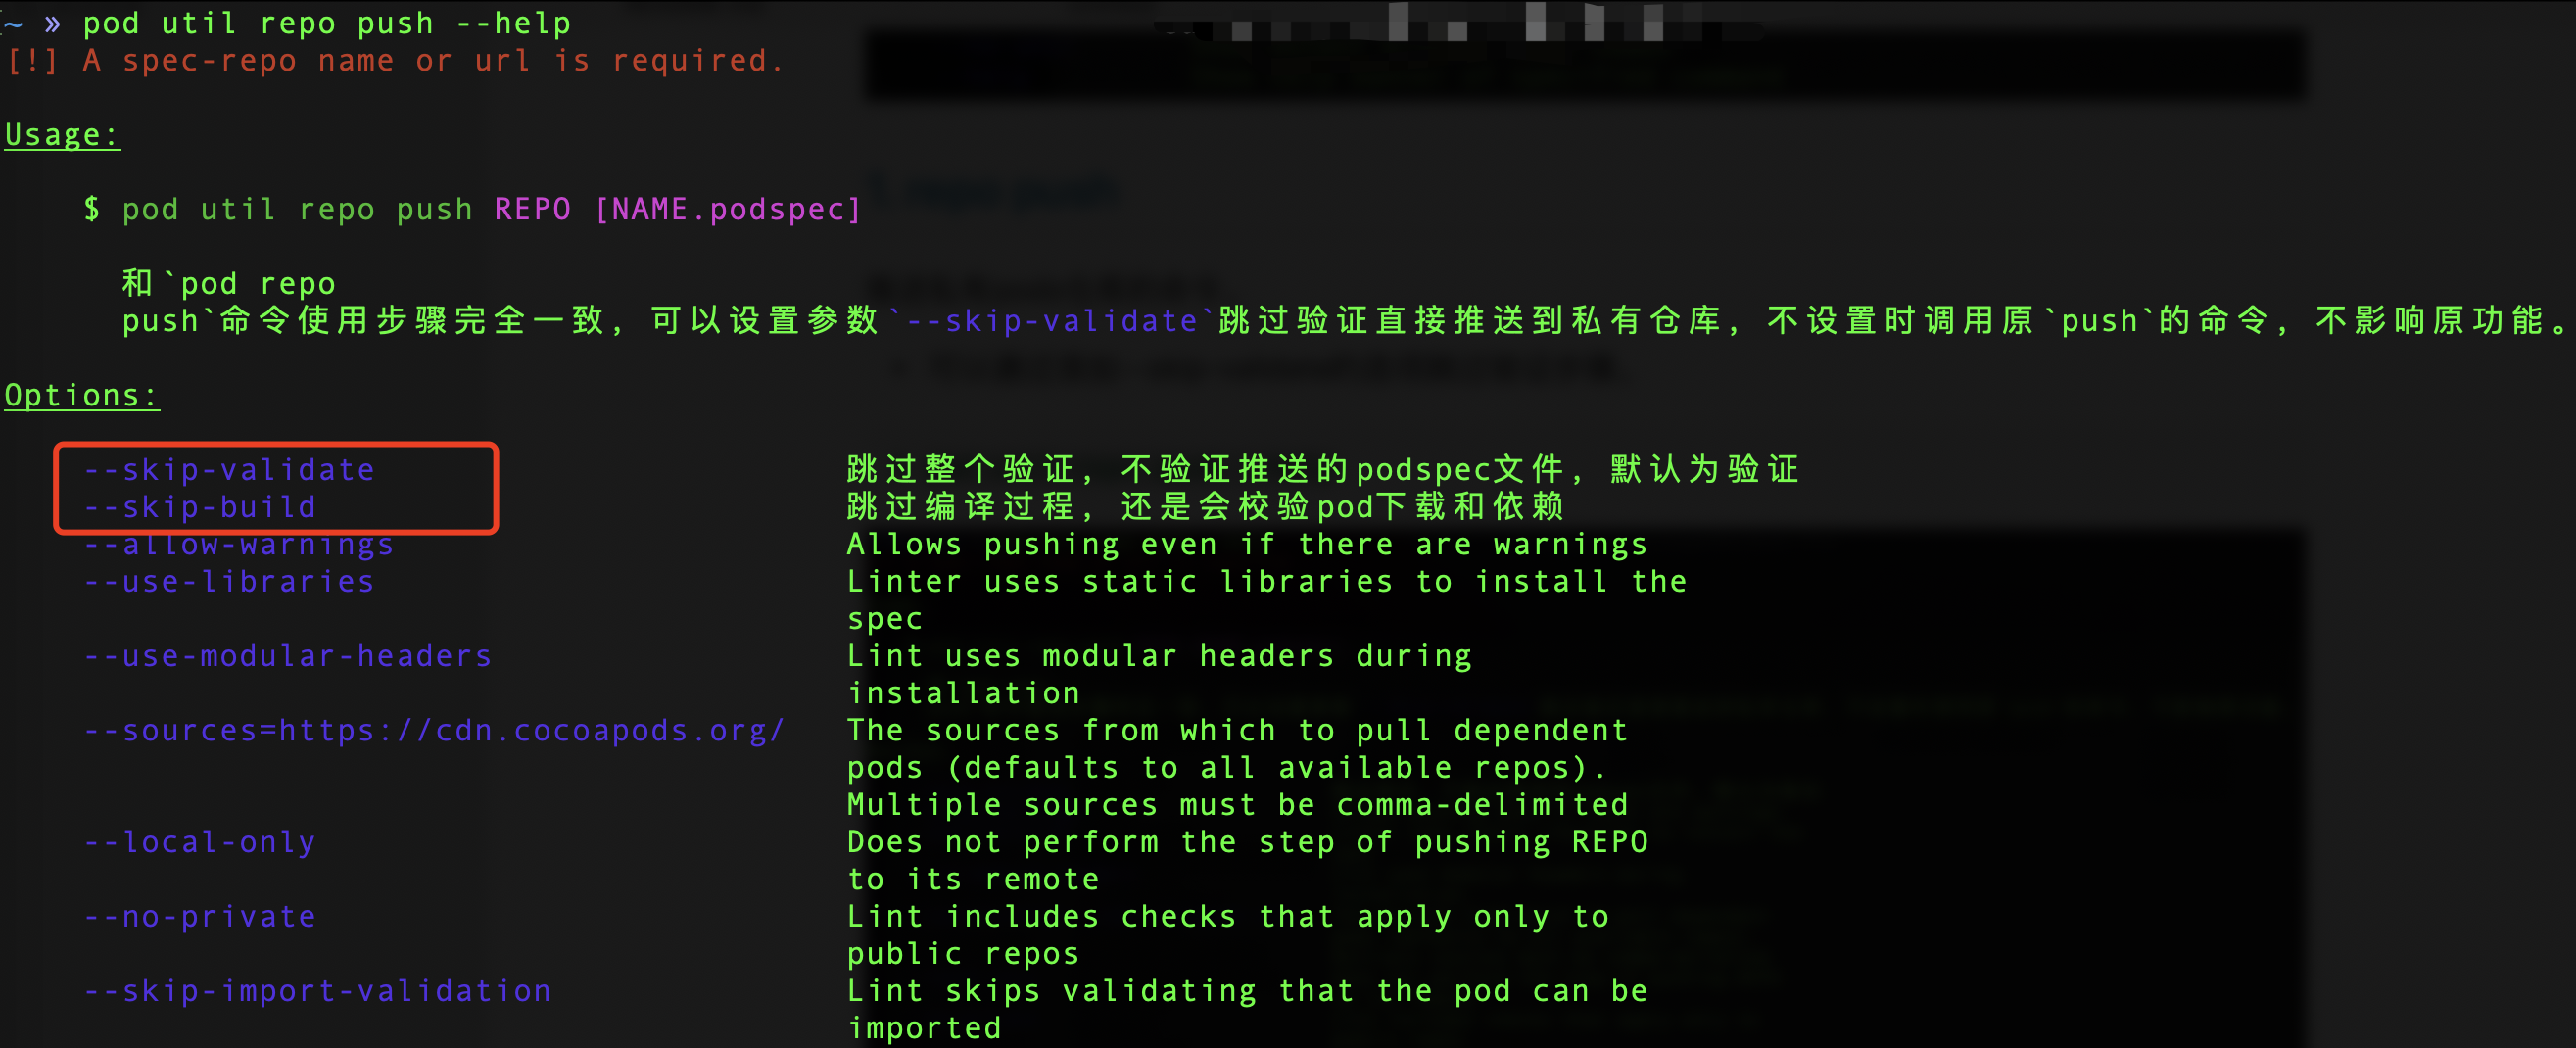 ~ » pod util repo push --help
[!] A spec-repo name or url is required.
Usage:
$ pod util repo push REPO [NAME.podspec]
和`pod repo
push`命令使用步骤完全一致，可以设置参数`--skip-validate`跳过验证直接推送到私有仓库，不设置时调用原`push`的命令，不影响原功能。
Options:
--skip-validate 跳过整个验证，不验证推送的podspec文件，默认为验证
--skip-build 跳过编译过程，还是会校验pod下载和依赖
--allow-warnings Allows pushing even if there are warnings
--use-libraries Linter uses static libraries to install the
spec
--use-modular-headers Lint uses modular headers during
installation
--sources=https://cdn.cocoapods.org/ The sources from which to pull dependent
pods (defaults to all available repos).
Multiple sources must be comma-delimited
--local-only Does not perform the step of pushing REPO
to its remote
--no-private Lint includes checks that apply only to
public repos
--skip-import-validation Lint skips validating that the pod can be
imported